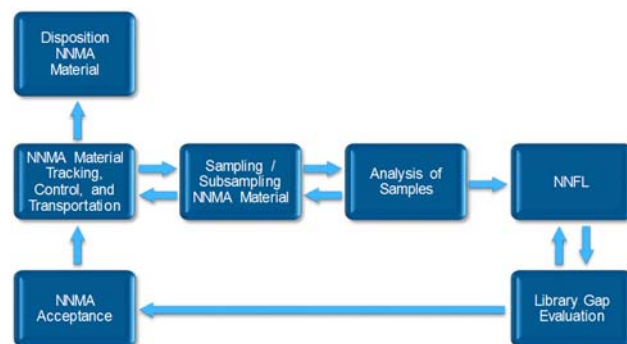 Disposition
NNMA
Material
NNMA Material
Tracking,
Control, and
Transportation
Sampling /
Subsampling
NNMA Material
Analysis of
Samples
NNFL
NNMA
Acceptance
Library Gap
Evaluation